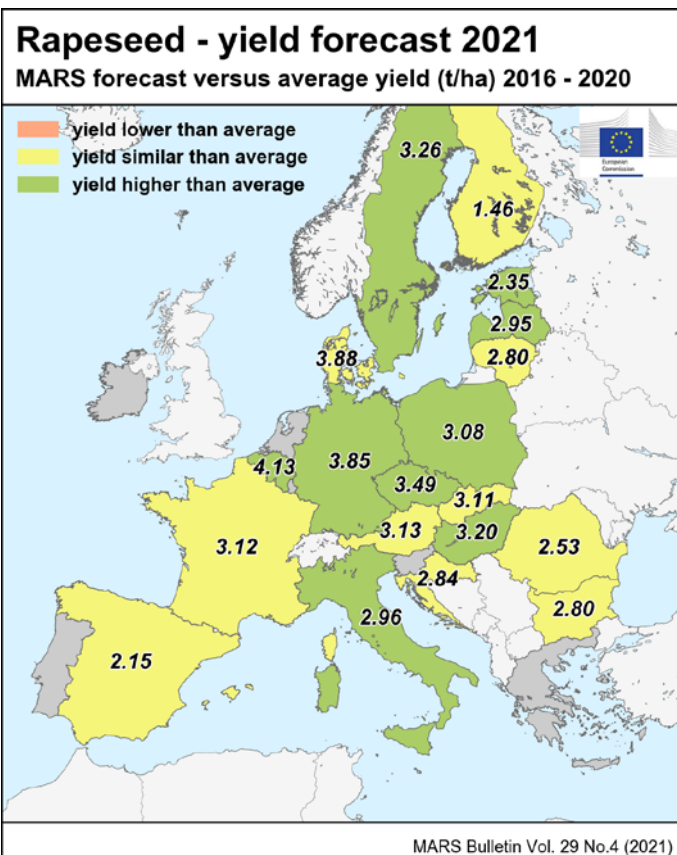 Rapeseed - yield forecast 2021
MARS forecast versus average yield (t/ha) 2016 - 2020
yield lower than average
yield similar than average
yield higher than average
European
Commission
3.26
1.46
2.35
2.95
2.80
3.88
3.08
3.85
4.13
3.49
3.11
3.13
3.20
3.12
2.53
2.84
2.80
2.96
2.15
MARS Bulletin Vol. 29 No.4 (2021)